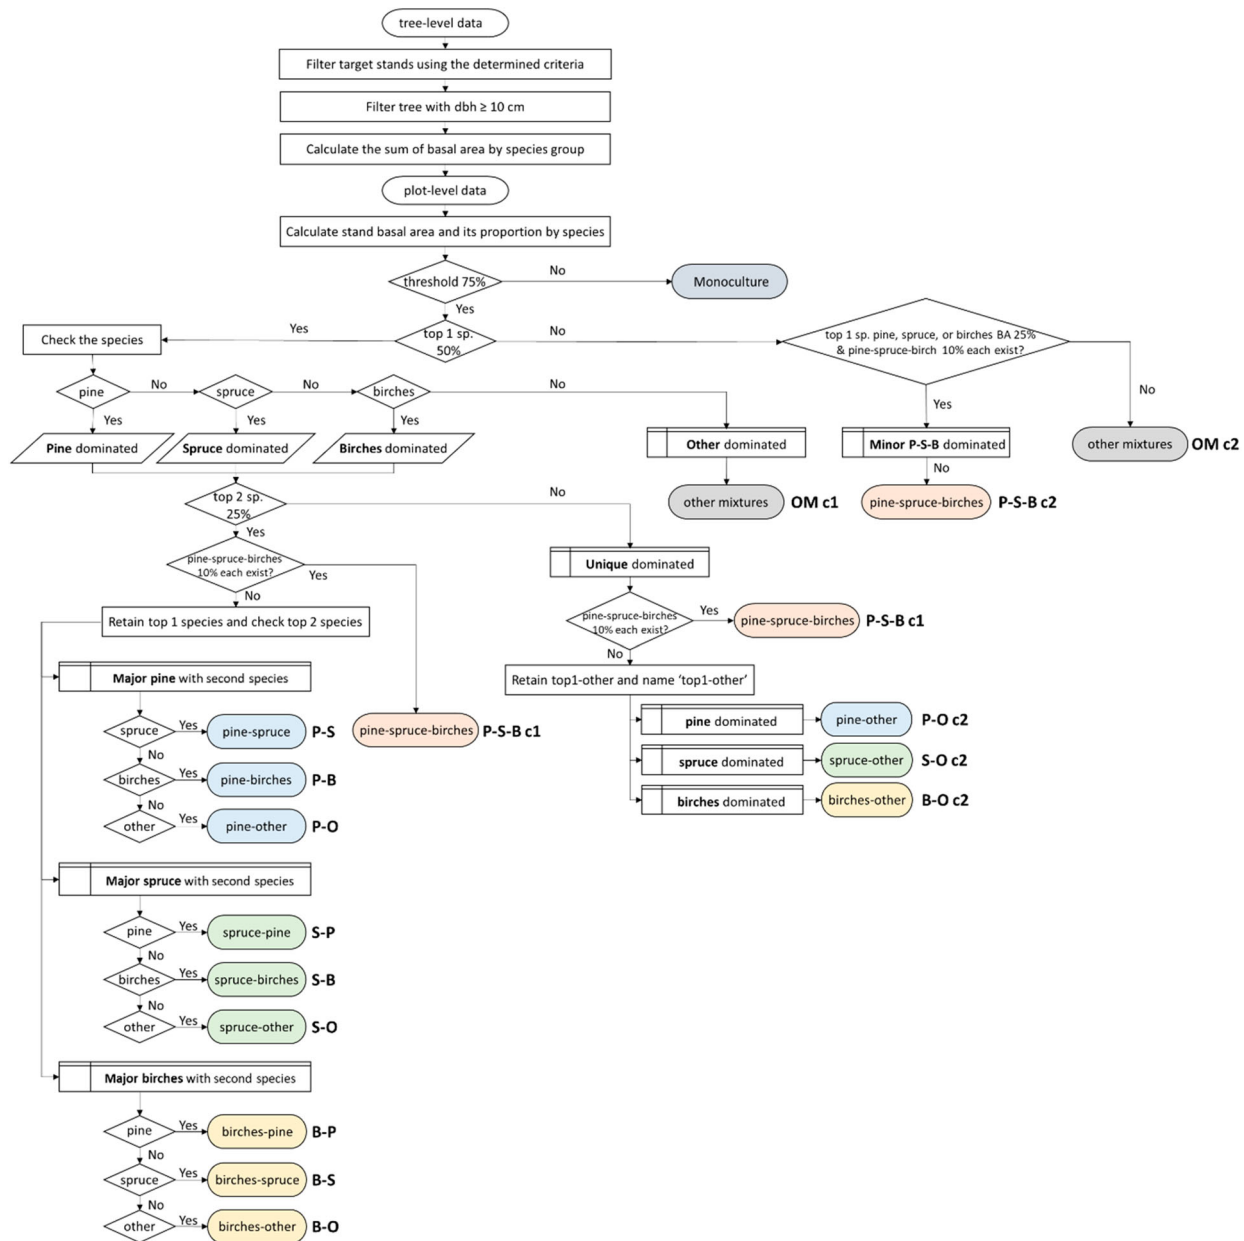 tree-level data
Filter target stands using the determined criteria
Filter tree with dbh ≥ 10 cm
Calculate the sum of basal area by species group
plot-level data
Calculate stand basal area and its proportion by species
threshold 75%
No
Monoculture
Yes
top 1 sp.
50%
Yes
No
Check the species
top 1 sp. pine, spruce, or birches BA 25%
& pine-spruce-birch 10% each exist?
pine
No
spruce
No
birches
No
Yes
Yes
Yes
Yes
No
Pine dominated
Spruce dominated
Birches dominated
Other dominated
Minor P-S-B dominated
other mixtures
OM c2
No
other mixtures
OM c1
pine-spruce-birches
P-S-B c2
top 2 sp.
25%
No
Yes
pine-spruce-birches
10% each exist?
Yes
No
Unique dominated
Retain top 1 species and check top 2 species
pine-spruce-birches
10% each exist?
Yes
pine-spruce-birches
P-S-B c1
No
Retain top1-other and name ‘top1-other’
Major pine with second species
spruce
Yes
pine-spruce
P-S
No
birches
Yes
pine-birches
P-B
No
other
Yes
pine-other
P-O
pine-spruce-birches
P-S-B c1
pine dominated
pine-other
P-O c2
spruce dominated
spruce-other
S-O c2
birches dominated
birches-other
B-O c2
Major spruce with second species
pine
Yes
spruce-pine
S-P
No
birches
Yes
spruce-birches
S-B
No
other
Yes
spruce-other
S-O
Major birches with second species
pine
Yes
birches-pine
B-P
No
spruce
Yes
birches-spruce
B-S
No
other
Yes
birches-other
B-O